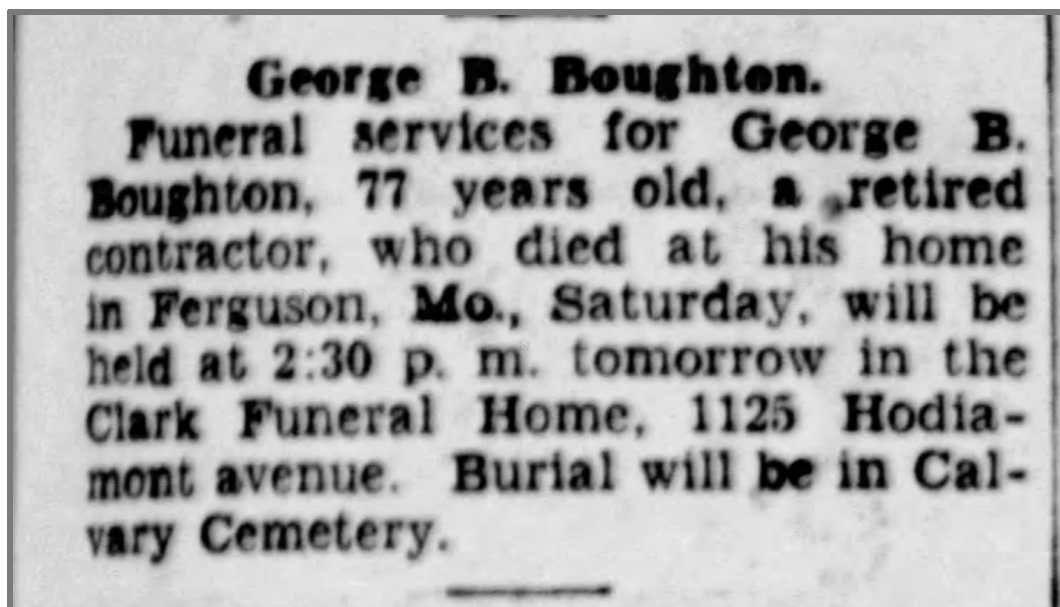 George B. Boughton.
Funeral services for George B.
Boughton, 77 years old, a retired
contractor, who died at his home
in Ferguson, Mo., Saturday, will be
held at 2:30 p. m. tomorrow in the
Clark Funeral Home, 1125 Hodia-
mont avenue. Burial will be in Cal-
vary Cemetery.